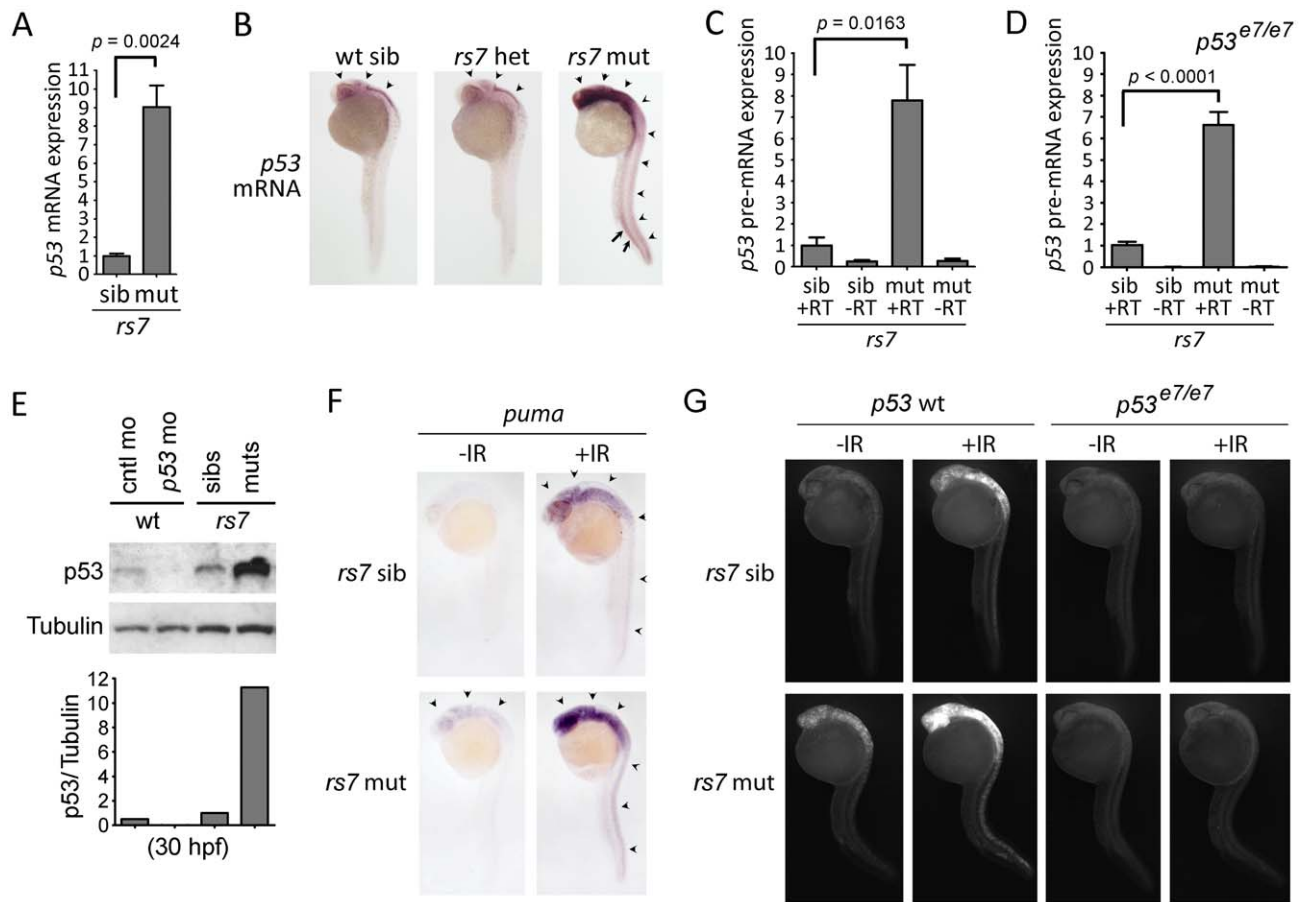 A
p = 0.0024
p53 mRNA expression
11
10
9
8
7
6
5
4
3
2
1
0
sib mut
rs7
B
wt sib
rs7 het
rs7 mut
p53
mRNA
C
p = 0.0163
p53 pre-mRNA expression
10
9
8
7
6
5
4
3
2
1
0
sib sib mut mut
+RT -RT +RT -RT
rs7
D
p53 e7/e7
p < 0.0001
p53 pre-mRNA expression
10
9
8
7
6
5
4
3
2
1
0
sib sib mut mut
+RT -RT +RT -RT
rs7
E
cntl mo
p53 mo
sibs
muts
wt
rs7
p53
Tubulin
p53/Tubulin
12
10
8
6
4
2
0
(30 hpf)
F
puma
-IR +IR
rs7 sib
rs7 mut
G
p53 wt
p53 e7/e7
-IR +IR -IR +IR
rs7 sib
rs7 mut